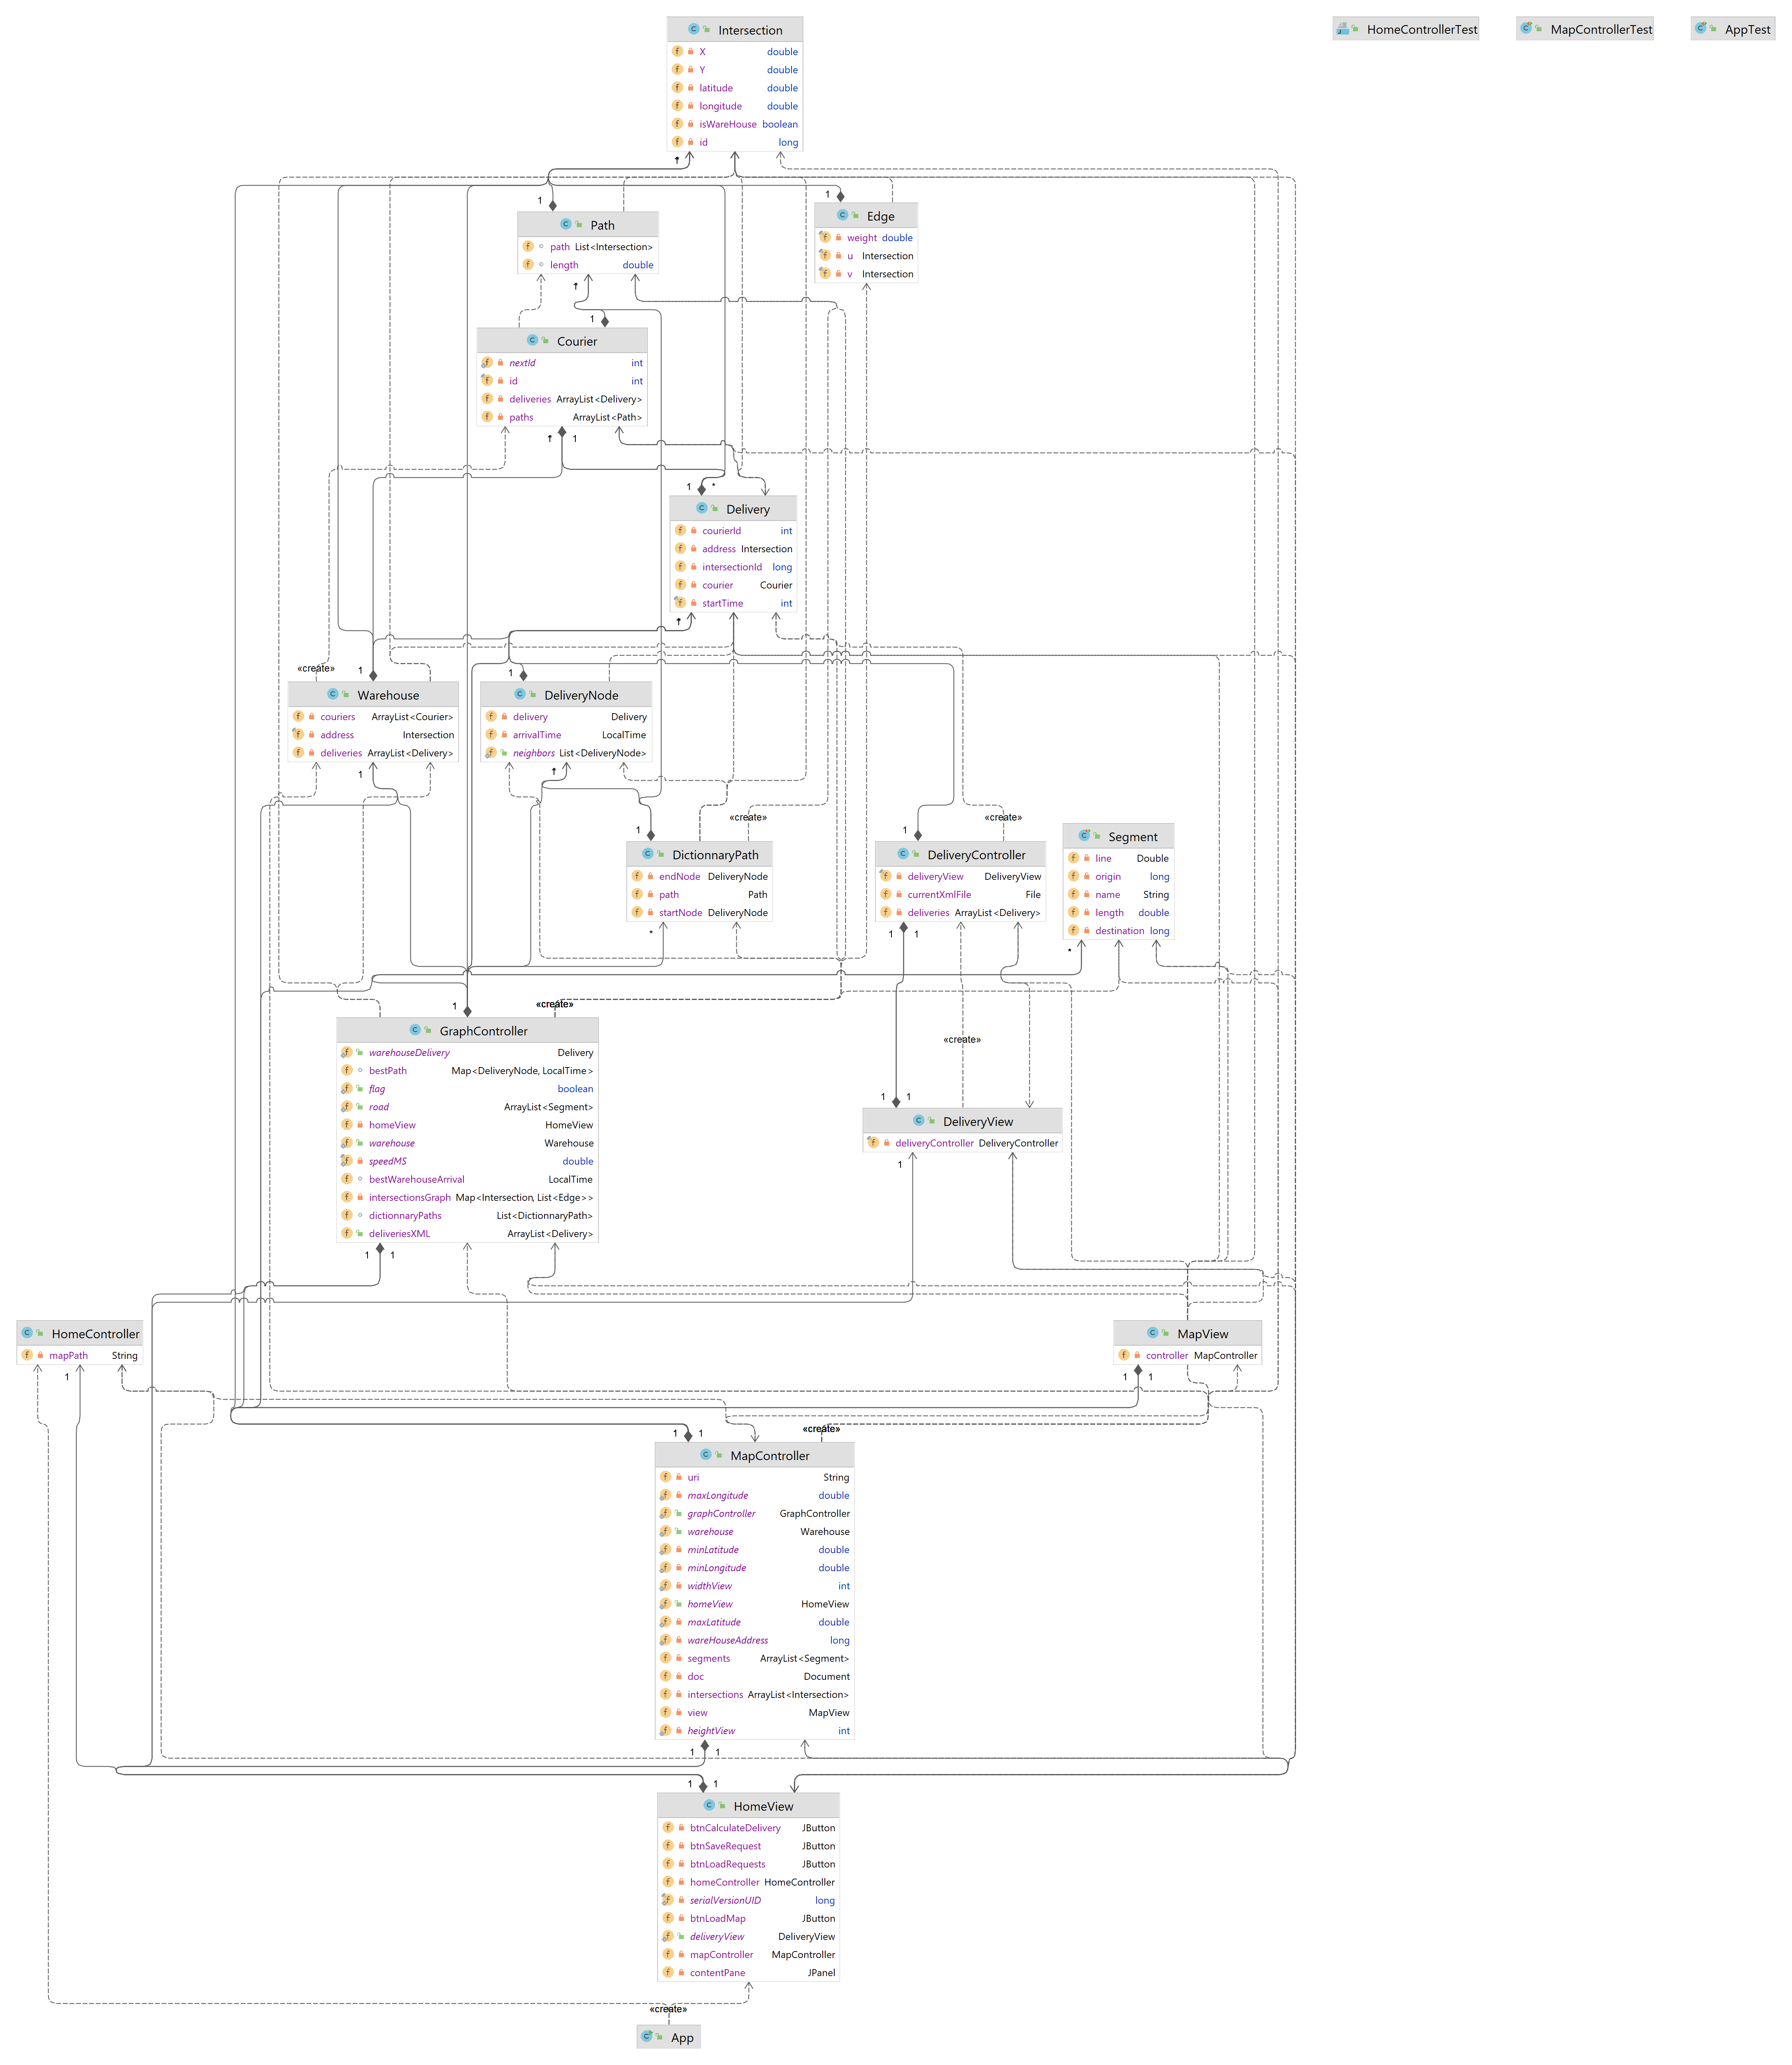 Intersection
X double
Y double
latitude double
longitude double
isWareHouse boolean
id long
HomeControllerTest
MapControllerTest
AppTest
*
1
1
Path
path List<Intersection>
length double
Edge
weight double
u Intersection
v Intersection
*
1
Courier
nextId int
id int
deliveries ArrayList<Delivery>
paths ArrayList<Path>
* 1
1 *
Delivery
courierId int
address Intersection
intersectionId long
courier Courier
startTime int
*
«create»
1
1
Warehouse
couriers ArrayList<Courier>
address Intersection
deliveries ArrayList<Delivery>
DeliveryNode
delivery Delivery
arrivalTime LocalTime
neighbors List<DeliveryNode>
1
*
«create»
«create»
1
1
DictionnaryPath
endNode DeliveryNode
path Path
startNode DeliveryNode
DeliveryController
deliveryView DeliveryView
currentXmlFile File
deliveries ArrayList<Delivery>
Segment
line Double
origin long
name String
length double
destination long
*
1 1
*
1
«create»
GraphController
warehouseDelivery Delivery
bestPath Map<DeliveryNode, LocalTime>
flag boolean
road ArrayList<Segment>
homeView HomeView
warehouse Warehouse
speedMS double
bestWarehouseArrival LocalTime
intersectionsGraph Map<Intersection, List<Edge>>
dictionnaryPaths List<DictionnaryPath>
deliveriesXML ArrayList<Delivery>
«create»
1 1
DeliveryView
deliveryController DeliveryController
1
1 1
HomeController
mapPath String
1
MapView
controller MapController
1 1
1 1
«create»
MapController
uri String
maxLongitude double
graphController GraphController
warehouse Warehouse
minLatitude double
minLongitude double
widthView int
homeView HomeView
maxLatitude double
wareHouseAddress long
segments ArrayList<Segment>
doc Document
intersections ArrayList<Intersection>
view MapView
heightView int
1 1
1 1
HomeView
btnCalculateDelivery JButton
btnSaveRequest JButton
btnLoadRequests JButton
homeController HomeController
serialVersionUID long
btnLoadMap JButton
deliveryView DeliveryView
mapController MapController
contentPane JPanel
«create»
App